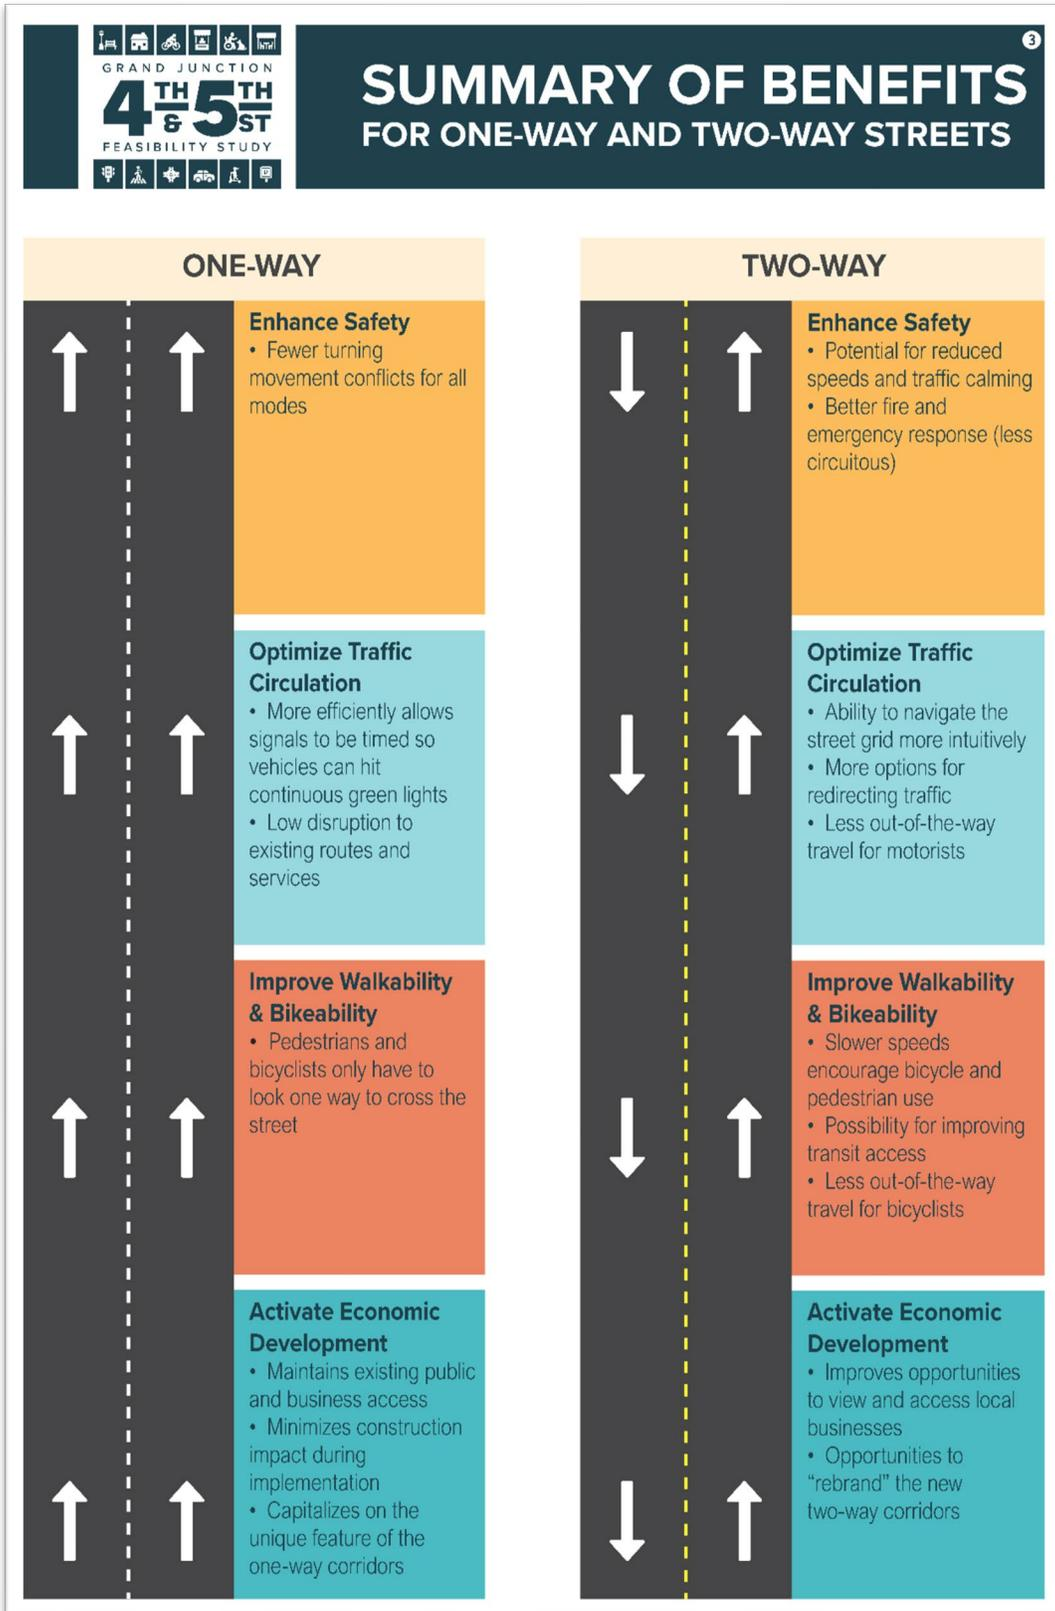 GRAND JUNCTION
4TH & 5TH ST
FEASIBILITY STUDY
3
SUMMARY OF BENEFITS
FOR ONE-WAY AND TWO-WAY STREETS
ONE-WAY
Enhance Safety
• Fewer turning
movement conflicts for all
modes
Optimize Traffic
Circulation
• More efficiently allows
signals to be timed so
vehicles can hit
continuous green lights
• Low disruption to
existing routes and
services
Improve Walkability
& Bikeability
• Pedestrians and
bicyclists only have to
look one way to cross the
street
Activate Economic
Development
• Maintains existing public
and business access
• Minimizes construction
impact during
implementation
• Capitalizes on the
unique feature of the
one-way corridors
TWO-WAY
Enhance Safety
• Potential for reduced
speeds and traffic calming
• Better fire and
emergency response (less
circuitous)
Optimize Traffic
Circulation
• Ability to navigate the
street grid more intuitively
• More options for
redirecting traffic
• Less out-of-the-way
travel for motorists
Improve Walkability
& Bikeability
• Slower speeds
encourage bicycle and
pedestrian use
• Possibility for improving
transit access
• Less out-of-the-way
travel for bicyclists
Activate Economic
Development
• Improves opportunities
to view and access local
businesses
• Opportunities to
"rebrand" the new
two-way corridors